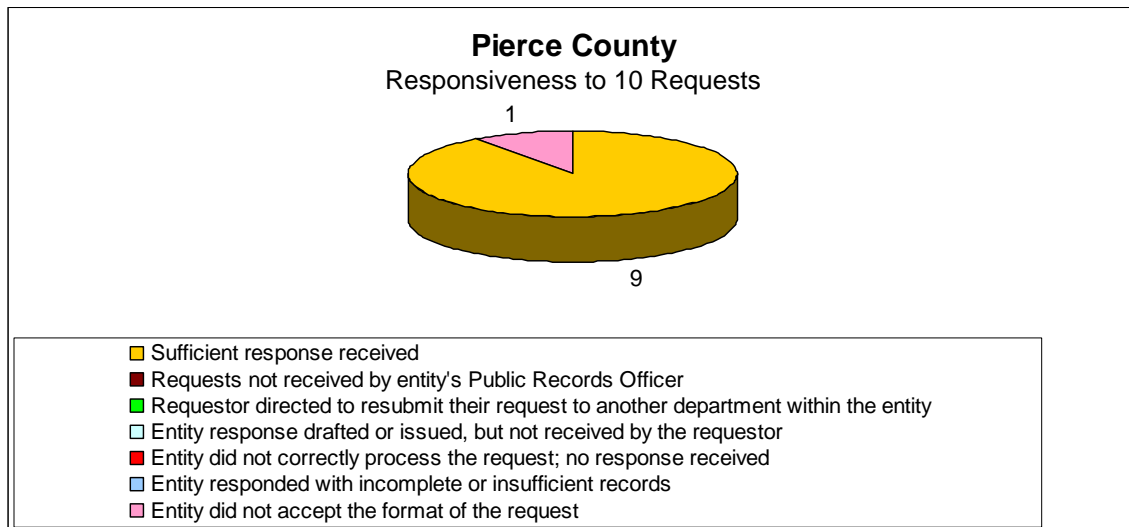 Pierce County
Responsiveness to 10 Requests
1
9
Sufficient response received
Requests not received by entity's Public Records Officer
Requestor directed to resubmit their request to another department within the entity
Entity response drafted or issued, but not received by the requestor
Entity did not correctly process the request; no response received
Entity responded with incomplete or insufficient records
Entity did not accept the format of the request